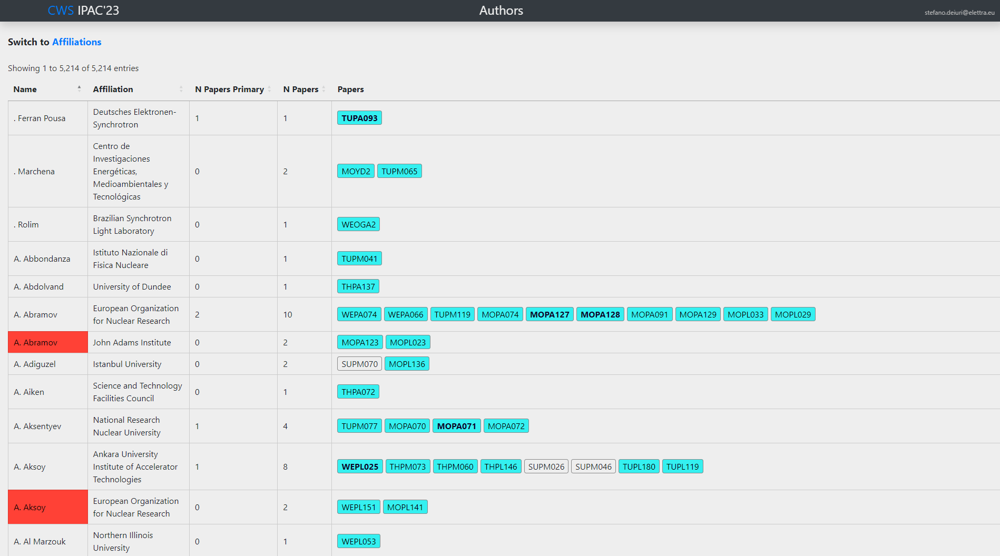 CWS IPAC'23
Authors
stefano.deiuri@elettra.eu
Switch to Affiliations
Showing 1 to 5,214 of 5,214 entries
Name Affiliation N Papers Primary N Papers Papers
. Ferran Pousa
Deutsches Elektronen-
Synchrotron
1
1
TUPA093
. Marchena
Centro de
Investigaciones
Energéticas,
Medioambientales y
Tecnológicas
0
2
MOYD2 TUPM065
. Rolim
Brazilian Synchrotron
Light Laboratory
0
1
WEOGA2
A. Abbondanza
Istituto Nazionale di
Fisica Nucleare
0
1
TUPM041
A. Abdolvand
University of Dundee
0
1
THPA137
A. Abramov
European Organization
for Nuclear Research
2
10
WEPA074 WEPA066 TUPM119 MOPA074 MOPA127 MOPA128 MOPA091 MOPA129 MOPL033 MOPL029
A. Abramov
John Adams Institute
0
2
MOPA123 MOPL023
A. Adiguzel
Istanbul University
0
2
SUPM070 MOPL136
A. Aiken
Science and Technology
Facilities Council
0
1
THPA072
A. Aksentyev
National Research
Nuclear University
1
4
TUPM077 MOPA070 MOPA071 MOPA072
A. Aksoy
Ankara University
Institute of Accelerator
Technologies
1
8
WEPL025 THPM073 THPM060 THPL146 SUPM026 SUPM046 TUPL180 TUPL119
A. Aksoy
European Organization
for Nuclear Research
0
2
WEPL151 MOPL141
A. Al Marzouk
Northern Illinois
University
0
1
WEPL053